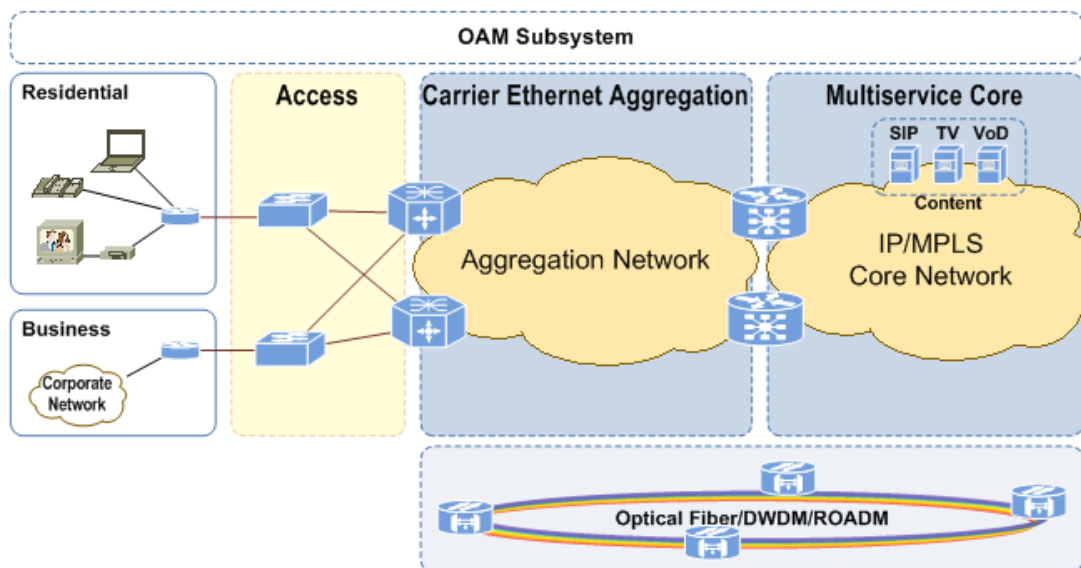 OAM Subsystem
Residential
Access
Carrier Ethernet Aggregation
Multiservice Core
SIP TV VoD
Content
Aggregation Network
IP/MPLS
Core Network
Business
Corporate
Network
Optical Fiber/DWDM/ROADM